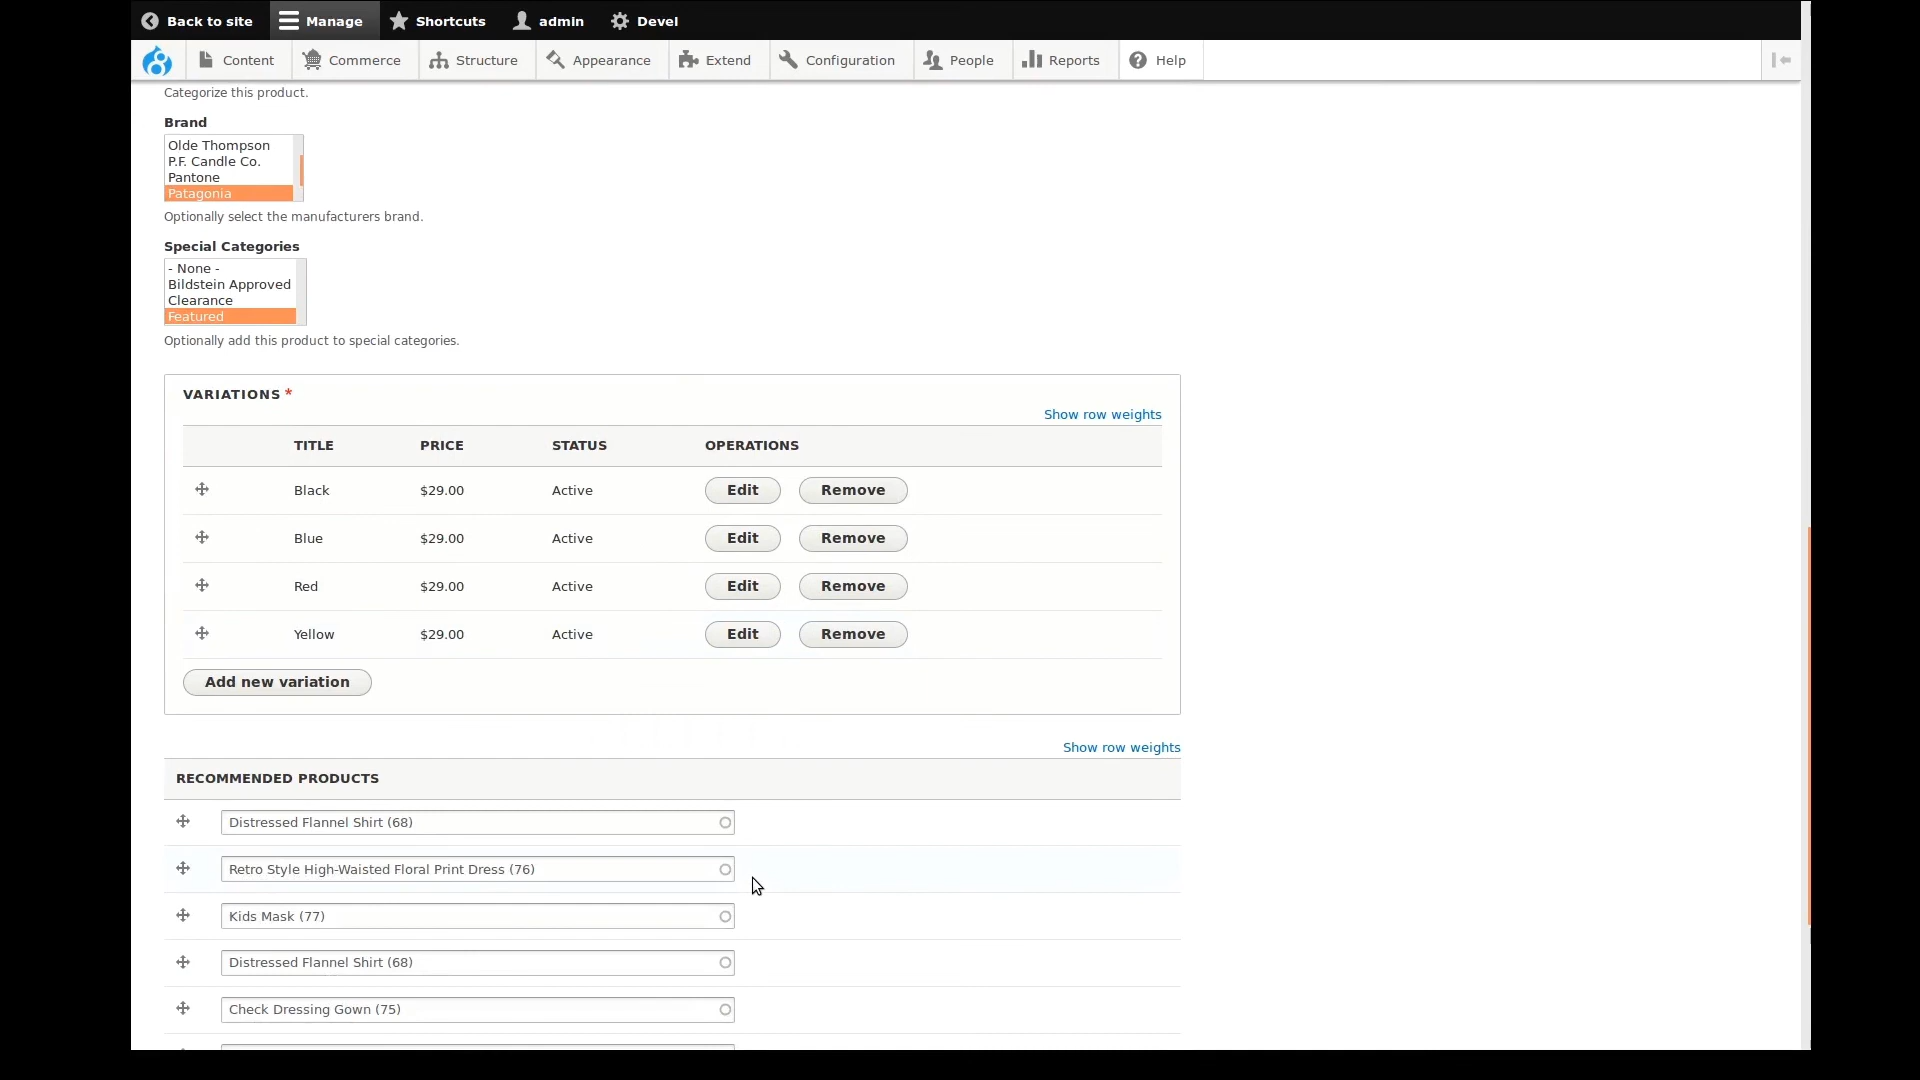 Back to site Manage Shortcuts admin Devel
Content Commerce Structure Appearance Extend Configuration People Reports Help
Categorize this product.
Brand
Olde Thompson
P.F. Candle Co.
Pantone
Patagonia
Optionally select the manufacturers brand.
Special Categories
- None -
Bildstein Approved
Clearance
Featured
Optionally add this product to special categories.
VARIATIONS *
Show row weights
TITLE PRICE STATUS OPERATIONS
Black $29.00 Active Edit Remove
Blue $29.00 Active Edit Remove
Red $29.00 Active Edit Remove
Yellow $29.00 Active Edit Remove
Add new variation
Show row weights
RECOMMENDED PRODUCTS
Distressed Flannel Shirt (68)
Retro Style High-Waisted Floral Print Dress (76)
Kids Mask (77)
Distressed Flannel Shirt (68)
Check Dressing Gown (75)